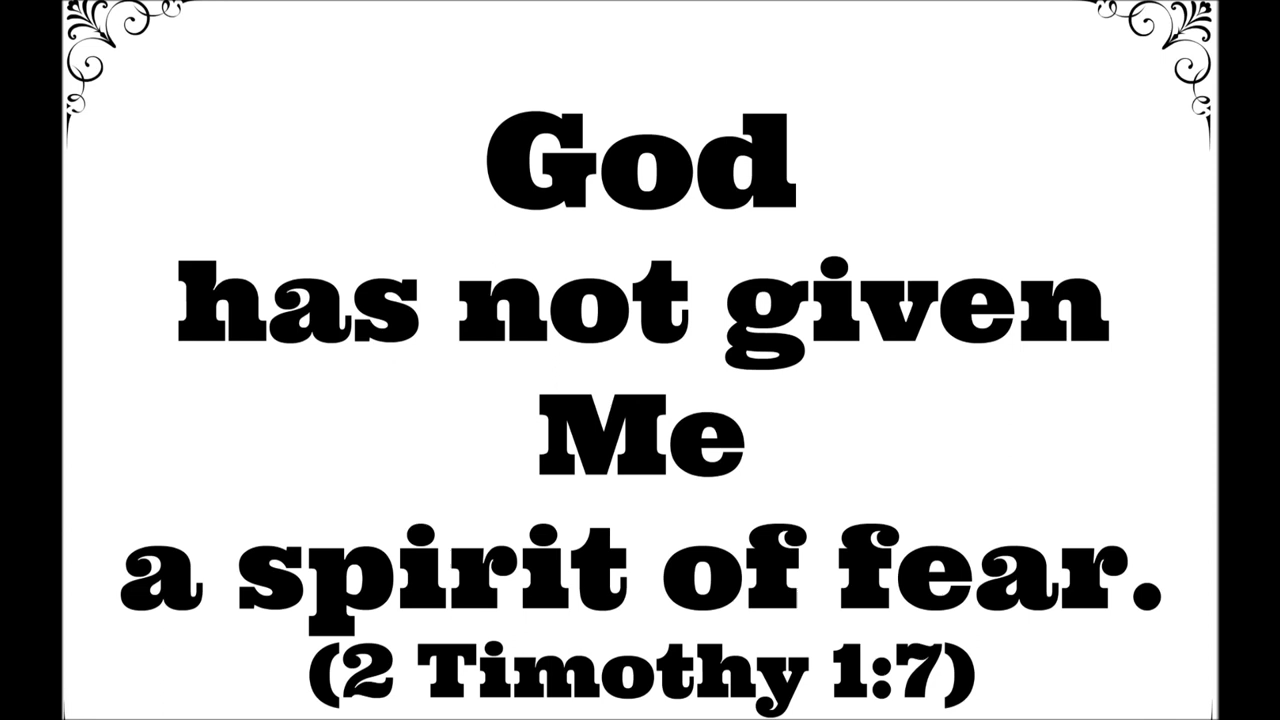 God
has not given
Me
a spirit of fear.
(2 Timothy 1:7)